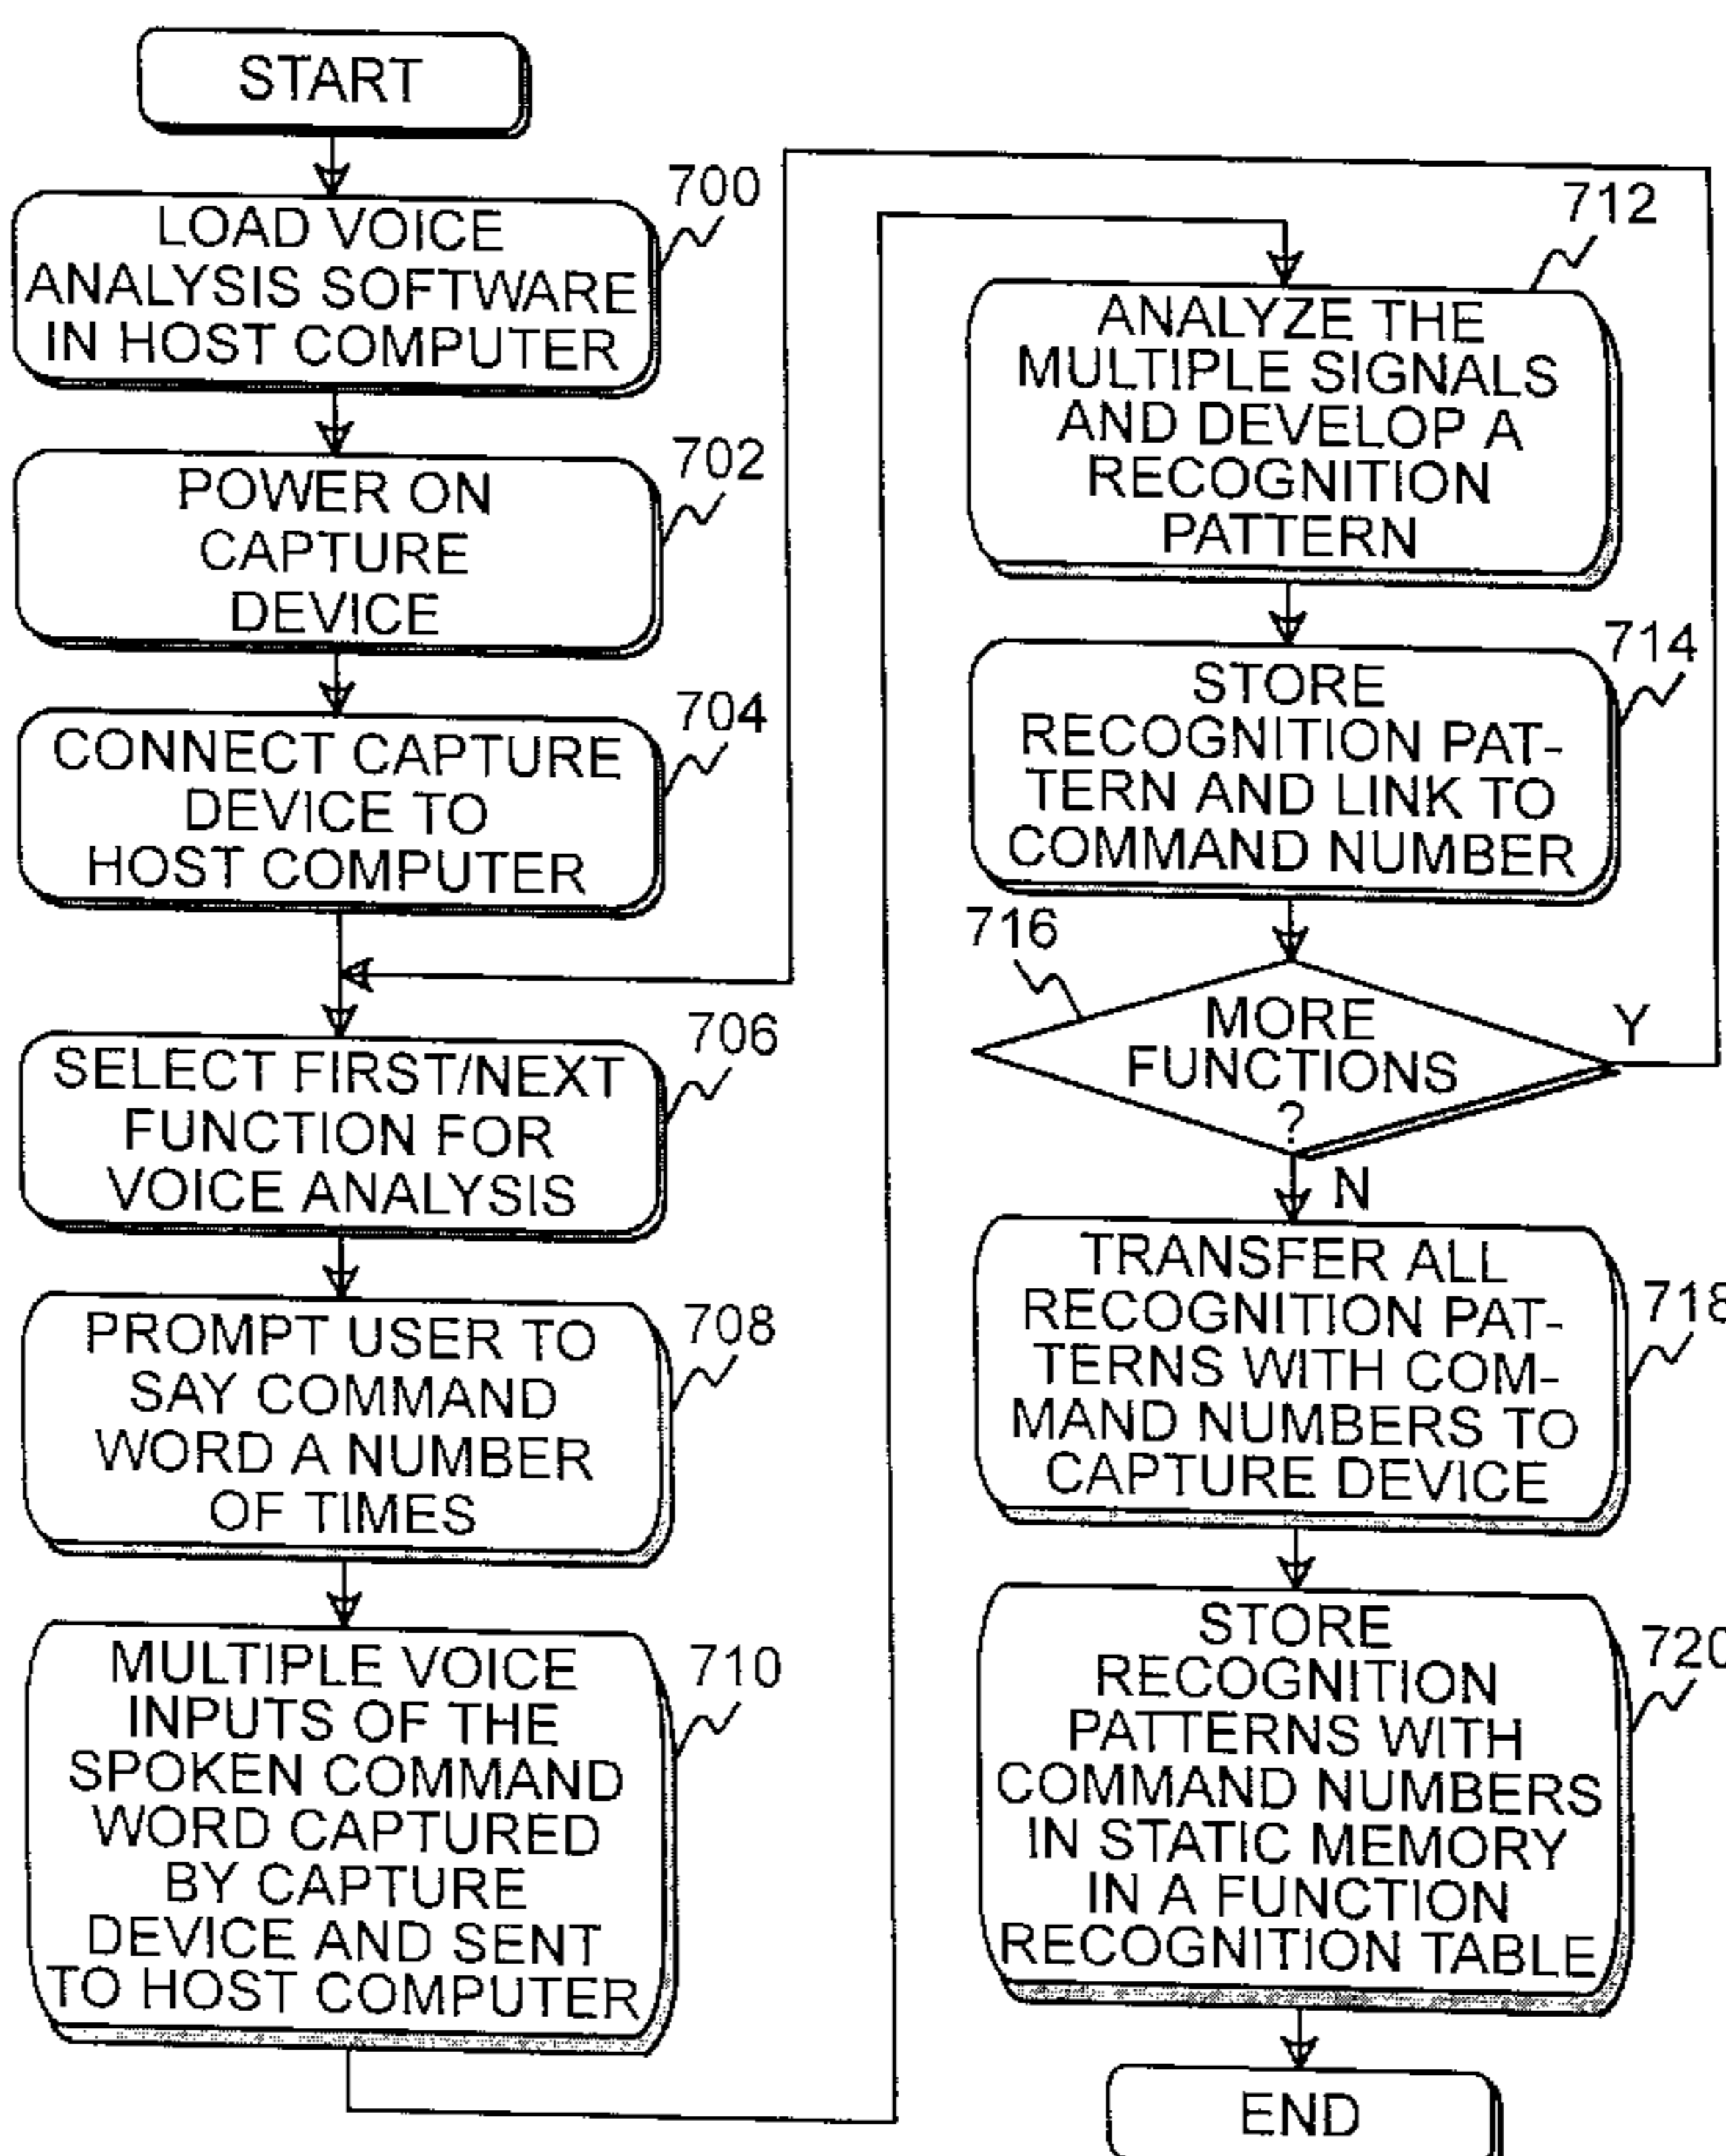 START
700
LOAD VOICE
ANALYSIS SOFTWARE
IN HOST COMPUTER
702
POWER ON
CAPTURE
DEVICE
704
CONNECT CAPTURE
DEVICE TO
HOST COMPUTER
706
SELECT FIRST/NEXT
FUNCTION FOR
VOICE ANALYSIS
708
PROMPT USER TO
SAY COMMAND
WORD A NUMBER
OF TIMES
710
MULTIPLE VOICE
INPUTS OF THE
SPOKEN COMMAND
WORD CAPTURED
BY CAPTURE
DEVICE AND SENT
TO HOST COMPUTER
712
ANALYZE THE
MULTIPLE SIGNALS
AND DEVELOP A
RECOGNITION
PATTERN
714
STORE
RECOGNITION PAT-
TERN AND LINK TO
COMMAND NUMBER
716
MORE
FUNCTIONS
?
Y
N
718
TRANSFER ALL
RECOGNITION PAT-
TERNS WITH COM-
MAND NUMBERS TO
CAPTURE DEVICE
720
STORE
RECOGNITION
PATTERNS WITH
COMMAND NUMBERS
IN STATIC MEMORY
IN A FUNCTION
RECOGNITION TABLE
END